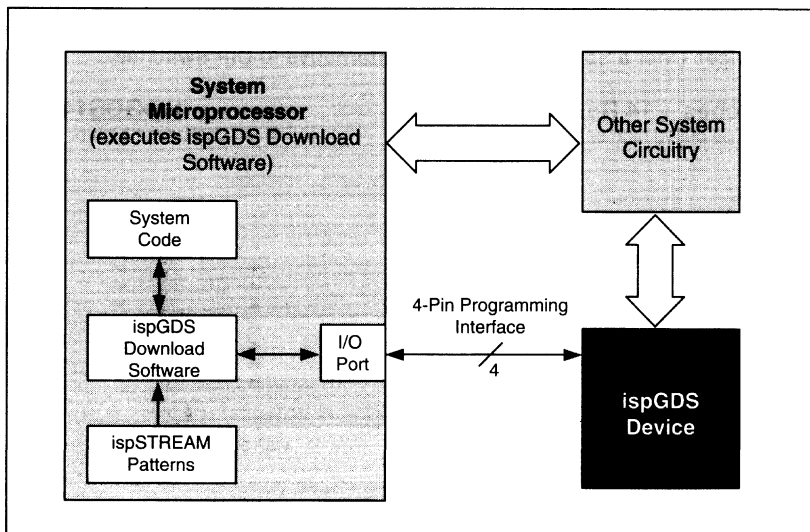 System
Microprocessor
(executes ispGDS Download
Software)
System
Code
ispGDS
Download
Software
I/O
Port
ispSTREAM
Patterns
4-Pin Programming
Interface
4
Other System
Circuitry
ispGDS
Device